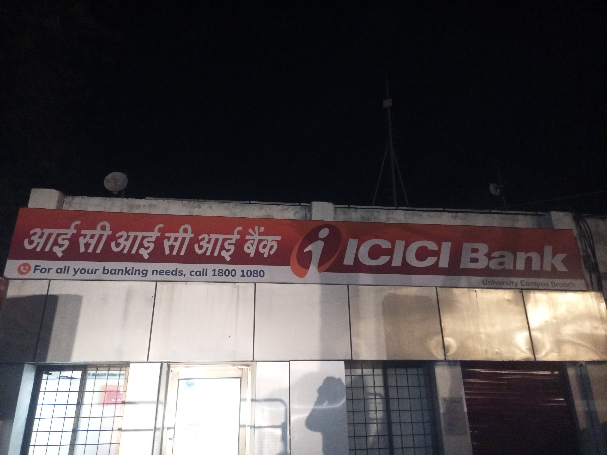 आई सी आई सी आई बैंक
ICICI Bank
For all your banking needs, call 1800 1080
University Campus Branch